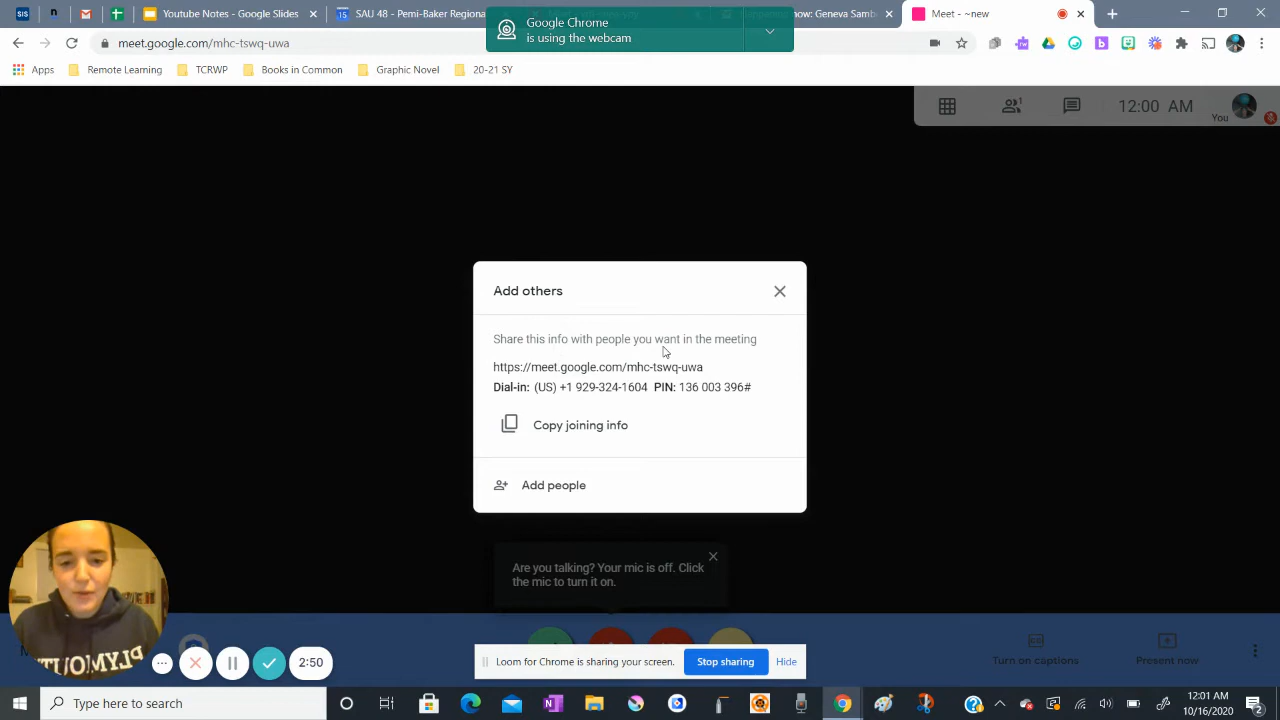 Youtube Video
SAU 48 - Pemi-Baker Regional
Google Chrome
is using the webcam
now: Geneva Samb
Meet - ~new
meet.google.com/mhc-tswq-uwa
Apps
Remote Learning
TCRWP
Books in Common
Graphic Novel
20-21 SY
12:00 AM
You
Add others
Share this info with people you want in the meeting
https://meet.google.com/mhc-tswq-uwa
Dial-in: (US) +1 929-324-1604 PIN: 136 003 396#
Copy joining info
Add people
Are you talking? Your mic is off. Click
the mic to turn it on.
PLYMOUTH
2:50
Loom for Chrome is sharing your screen.
Stop sharing
Hide
Turn on captions
Present now
Type here to search
12:01 AM
10/16/2020